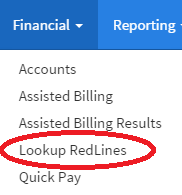 Financial Reporting
Accounts
Assisted Billing
Assisted Billing Results
Lookup RedLines
Quick Pay